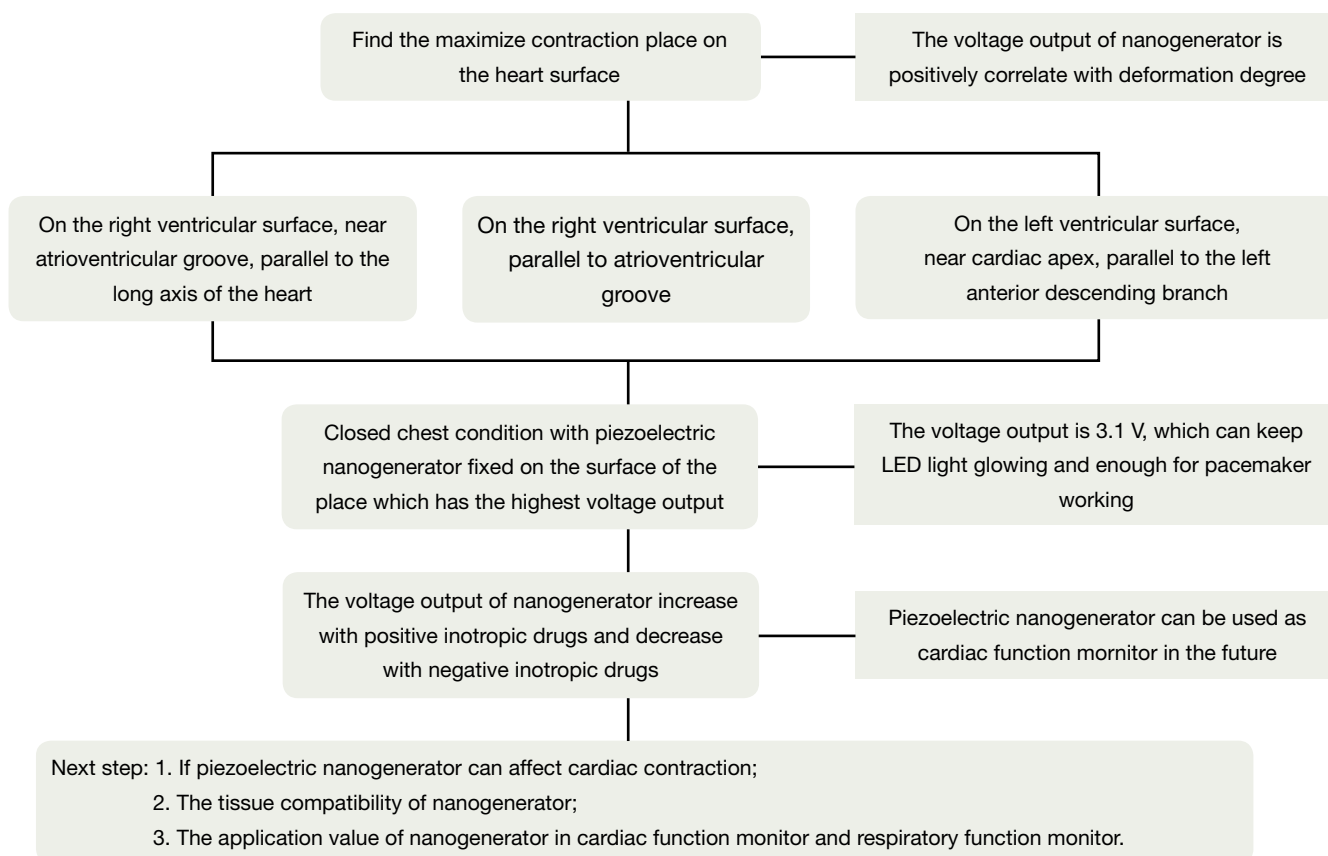 Find the maximize contraction place on
the heart surface
The voltage output of nanogenerator is
positively correlate with deformation degree
On the right ventricular surface, near
atrioventricular groove, parallel to the
long axis of the heart
On the right ventricular surface,
parallel to atrioventricular
groove
On the left ventricular surface,
near cardiac apex, parallel to the left
anterior descending branch
Closed chest condition with piezoelectric
nanogenerator fixed on the surface of the
place which has the highest voltage output
The voltage output is 3.1 V, which can keep
LED light glowing and enough for pacemaker
working
The voltage output of nanogenerator increase
with positive inotropic drugs and decrease
with negative inotropic drugs
Piezoelectric nanogenerator can be used as
cardiac function mornitor in the future
Next step: 1. If piezoelectric nanogenerator can affect cardiac contraction;
2. The tissue compatibility of nanogenerator;
3. The application value of nanogenerator in cardiac function monitor and respiratory function monitor.